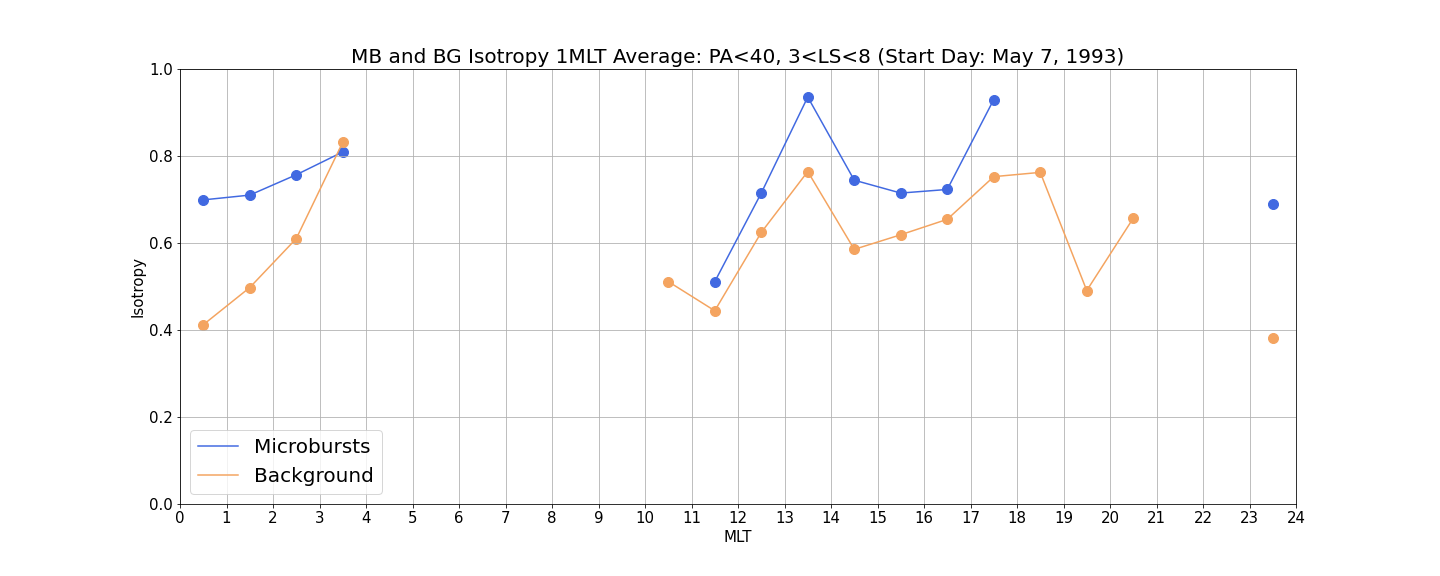 MB and BG Isotropy 1MLT Average: PA<40, 3<LS<8 (Start Day: May 7, 1993)
1.0
0.8
0.6
0.4
0.2
0.0
Isotropy
Microbursts
Background
0 1 2 3 4 5 6 7 8 9 10 11 12 13 14 15 16 17 18 19 20 21 22 23 24
MLT